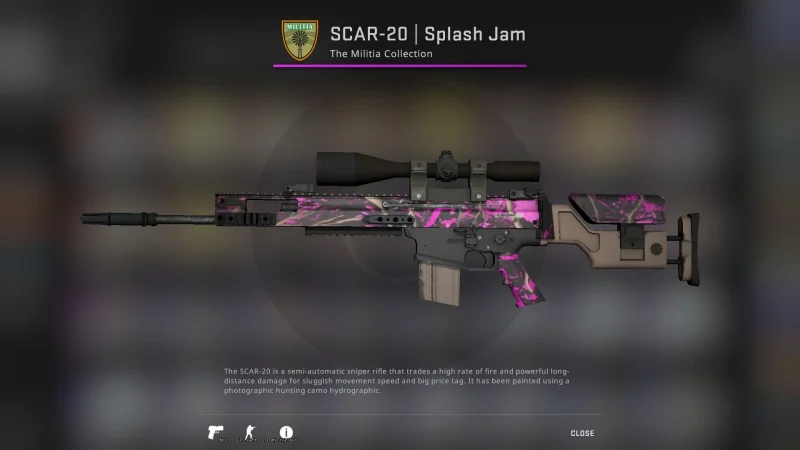 MILITIA
SCAR-20 | Splash Jam
The Militia Collection
The SCAR-20 is a semi-automatic sniper rifle that trades a high rate of fire and powerful long-
distance damage for sluggish movement speed and big price tag. It has been painted using a
photographic hunting camo hydrographic.
CLOSE